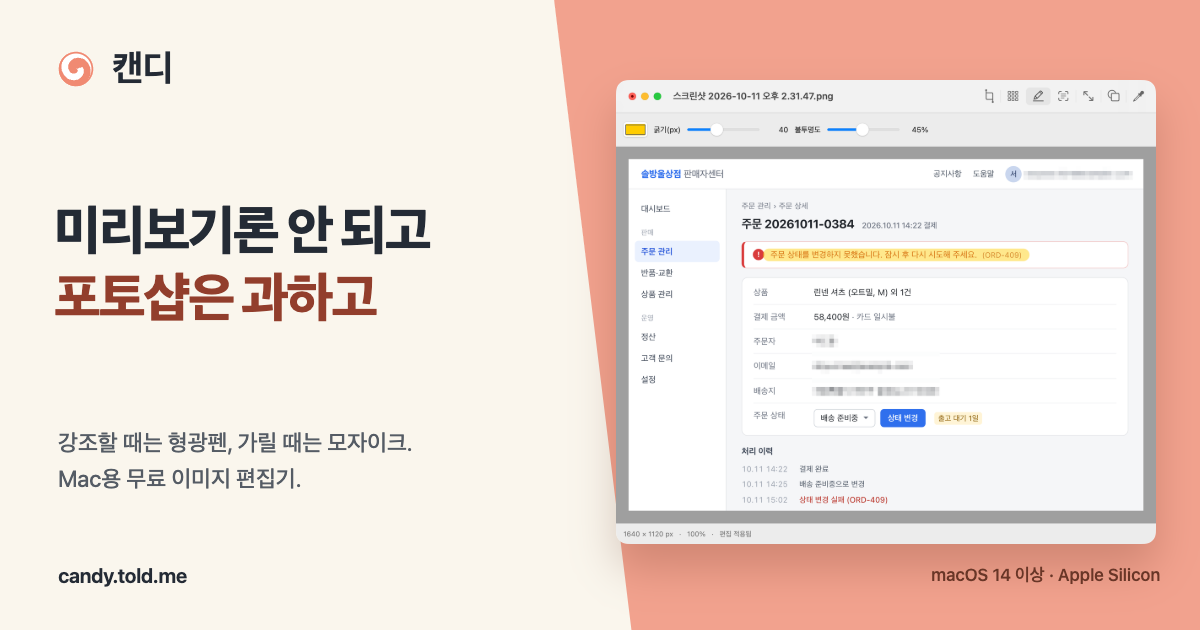 캔디
미리보기론 안 되고
포토샵은 과하고
강조할 때는 형광펜, 가릴 때는 모자이크.
Mac용 무료 이미지 편집기.
candy.told.me
스크린샷 2026-10-11 오후 2.31.47.png
굵기(px) 40 불투명도 45%
솔방울상점 판매자센터
공지사항 도움말 서
대시보드
판매
주문 관리
반품·교환
상품 관리
운영
정산
고객 문의
설정
주문 관리 › 주문 상세
주문 20261011-0384 2026.10.11 14:22 결제
! 주문 상태를 변경하지 못했습니다. 잠시 후 다시 시도해 주세요. (ORD-409)
상품 린넨 셔츠 (오트밀, M) 외 1건
결제 금액 58,400원 · 카드 일시불
주문자
이메일
배송지
주문 상태 배송 준비중 상태 변경 출고 대기 1일
처리 이력
10.11 14:22 결제 완료
10.11 14:25 배송 준비중으로 변경
10.11 15:02 상태 변경 실패 (ORD-409)
1640 × 1120 px · 100% · 편집 적용됨
macOS 14 이상 · Apple Silicon